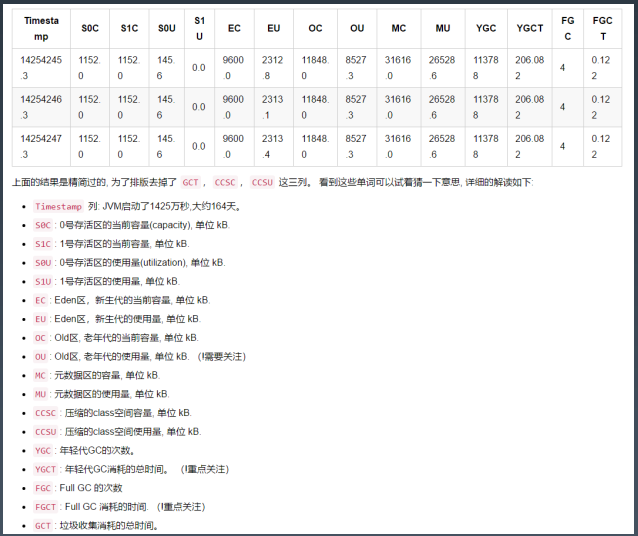 Timestamp S0C S1C S0U S1U EC EU OC OU MC MU YGC YGCT FGC FGCT
14254245.3 1152.0 1152.0 145.6 0.0 9600.0 2312.8 11848.0 8527.3 31616.0 26528.6 113788 206.082 4 0.122
14254246.3 1152.0 1152.0 145.6 0.0 9600.0 2313.1 11848.0 8527.3 31616.0 26528.6 113788 206.082 4 0.122
14254247.3 1152.0 1152.0 145.6 0.0 9600.0 2313.4 11848.0 8527.3 31616.0 26528.6 113788 206.082 4 0.122
上面的结果是精简过的, 为了排版去掉了 GCT, CCSC, CCSU 这三列。 看到这些单词可以试着猜一下意思, 详细的解读如下:
• Timestamp 列: JVM启动了1425万秒,大约164天。
• S0C : 0号存活区的当前容量(capacity), 单位 kB.
• S1C : 1号存活区的当前容量, 单位 kB.
• S0U : 0号存活区的使用量(utilization), 单位 kB.
• S1U : 1号存活区的使用量, 单位 kB.
• EC : Eden区，新生代的当前容量, 单位 kB.
• EU : Eden区，新生代的使用量, 单位 kB.
• OC : Old区, 老年代的当前容量, 单位 kB.
• OU : Old区, 老年代的使用量, 单位 kB. （!需要关注）
• MC : 元数据区的容量, 单位 kB.
• MU : 元数据区的使用量, 单位 kB.
• CCSC : 压缩的class空间容量, 单位 kB.
• CCSU : 压缩的class空间使用量, 单位 kB.
• YGC : 年轻代GC的次数。
• YGCT : 年轻代GC消耗的总时间。 （!重点关注）
• FGC : Full GC 的次数
• FGCT : Full GC 消耗的时间. （!重点关注）
• GCT : 垃圾收集消耗的总时间。